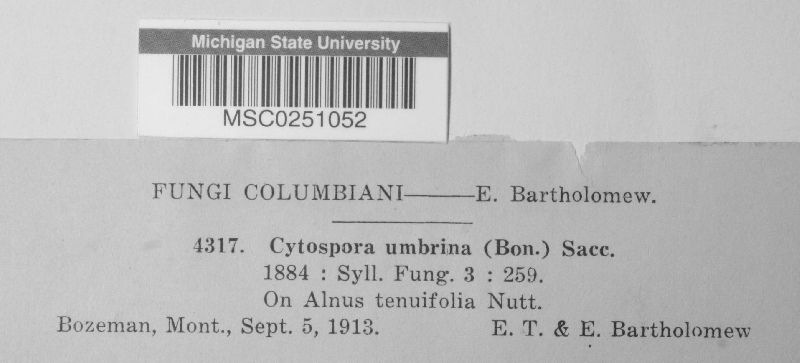 Michigan State University
MSC0251052
FUNGI COLUMBIANI———E. Bartholomew.
4317. Cytospora umbrina (Bon.) Sacc.
1884 : Syll. Fung. 3 : 259.
On Alnus tenuifolia Nutt.
Bozeman, Mont., Sept. 5, 1913. E. T. & E. Bartholomew